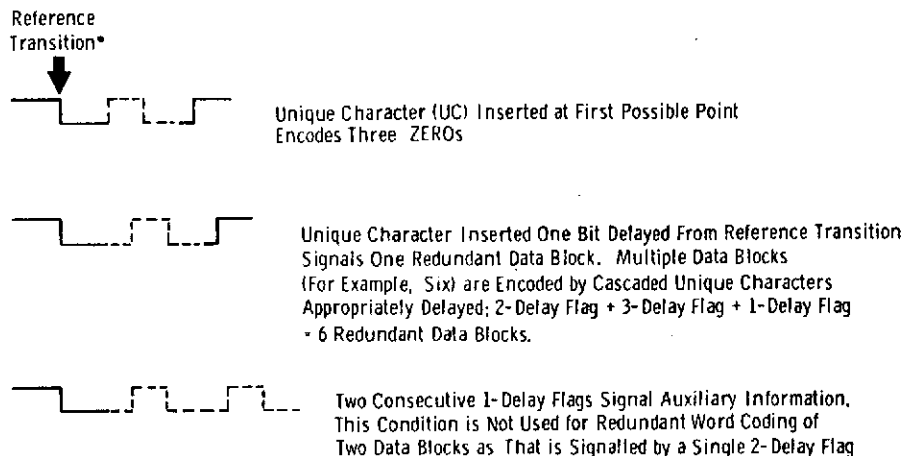 Reference
Transition*
Unique Character (UC) Inserted at First Possible Point
Encodes Three ZEROs
Unique Character Inserted One Bit Delayed From Reference Transition
Signals One Redundant Data Block. Multiple Data Blocks
(For Example, Six) are Encoded by Cascaded Unique Characters
Appropriately Delayed; 2-Delay Flag + 3-Delay Flag + 1-Delay Flag
= 6 Redundant Data Blocks.
Two Consecutive 1-Delay Flags Signal Auxiliary Information.
This Condition is Not Used for Redundant Word Coding of
Two Data Blocks as That is Signalled by a Single 2-Delay Flag